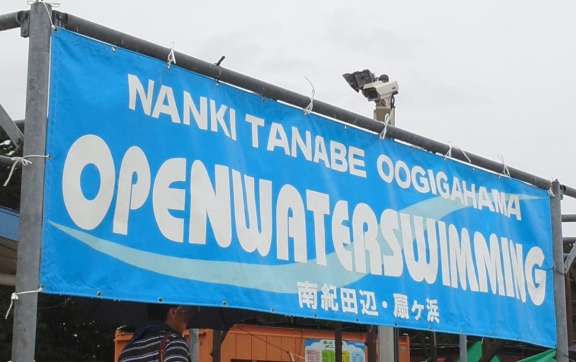 NANKI TANABE OOGIGAHAMA
OPENWATERSWIMMING
南紀田辺・扇ヶ浜